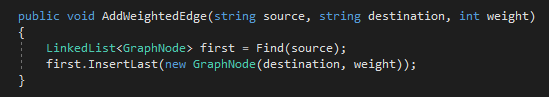 public void AddWeightedEdge(string source, string destination, int weight)
{
LinkedList<GraphNode> first = Find(source);
first.InsertLast(new GraphNode(destination, weight));
}